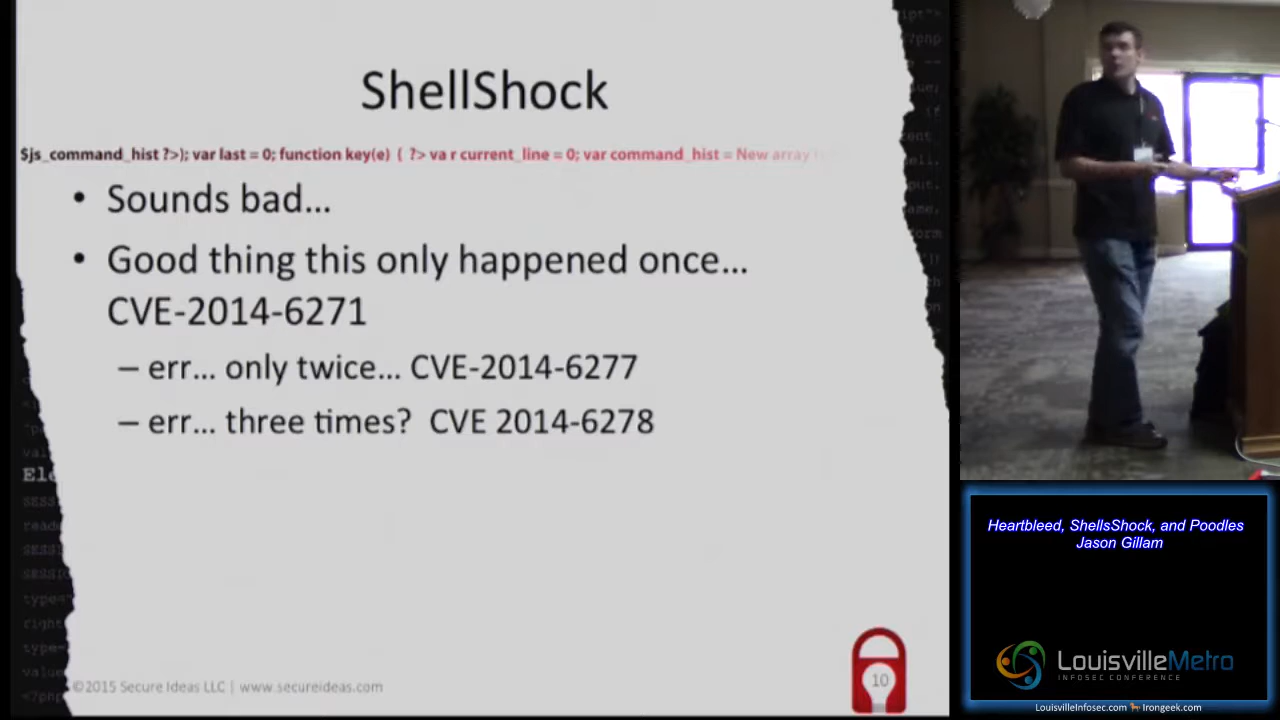 ShellShock
$js_command_hist ?>); var last = 0; function key(e) { ?> va r current_line = 0; var command_hist = New array
• Sounds bad...
• Good thing this only happened once...
CVE-2014-6271
– err... only twice... CVE-2014-6277
– err... three times? CVE 2014-6278
©2015 Secure Ideas LLC | www.secureideas.com
10
Heartbleed, ShellsShock, and Poodles
Jason Gillam
LouisvilleMetro
INFOSEC CONFERENCE
LouisvilleInfosec.com Irongeek.com